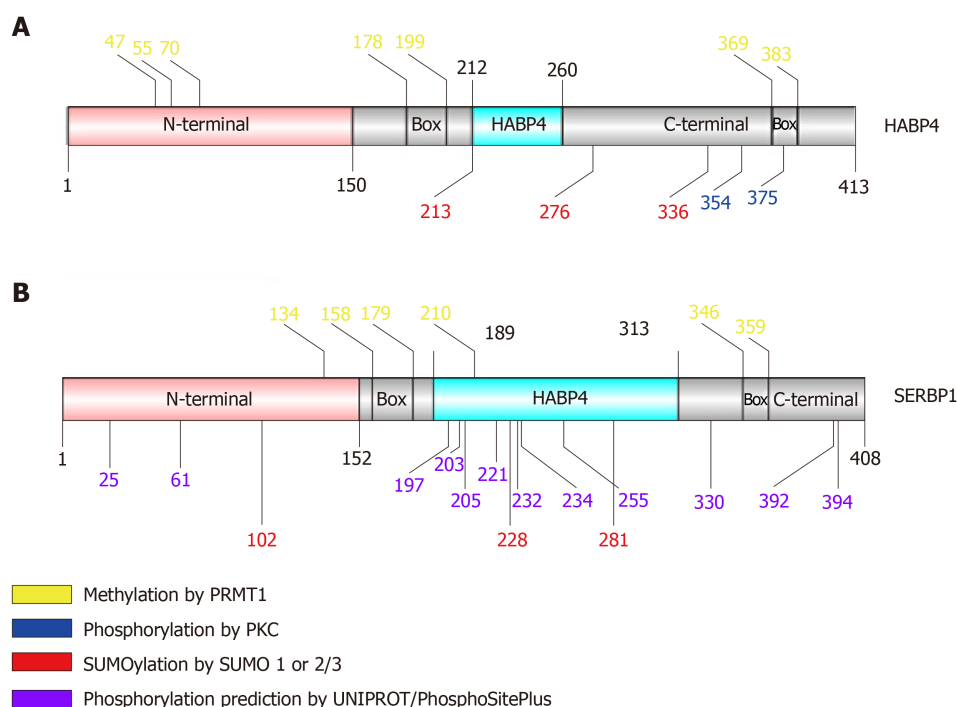 A
47 55 70 178 199 212 260 369 383
N-terminal Box HABP4 C-terminal Box HABP4
1 150 213 276 336 354 375 413
B
134 158 179 210 189 313 346 359
N-terminal Box HABP4 Box C-terminal SERBP1
1 25 61 102 152 197 203 205 221 228 232 234 255 281 330 392 394 408
Methylation by PRMT1
Phosphorylation by PKC
SUMOylation by SUMO 1 or 2/3
Phosphorylation prediction by UNIPROT/PhosphoSitePlus